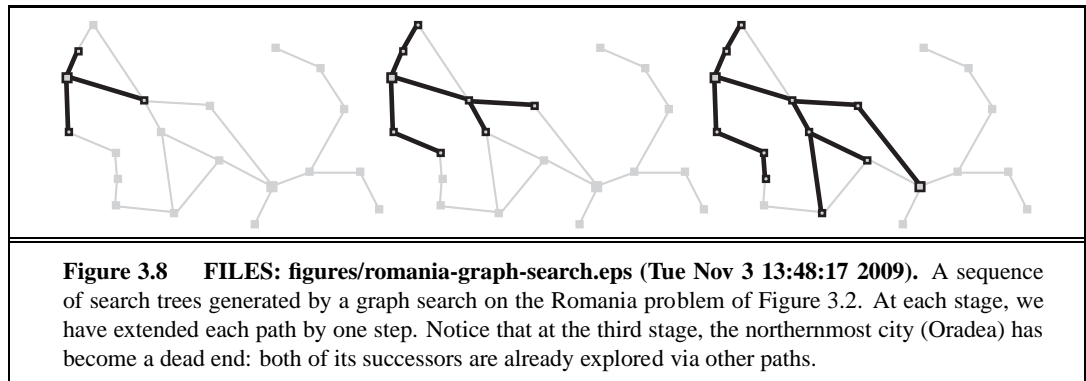 Figure 3.8 FILES: figures/romania-graph-search.eps (Tue Nov 3 13:48:17 2009). A sequence
of search trees generated by a graph search on the Romania problem of Figure 3.2. At each stage, we
have extended each path by one step. Notice that at the third stage, the northernmost city (Oradea) has
become a dead end: both of its successors are already explored via other paths.